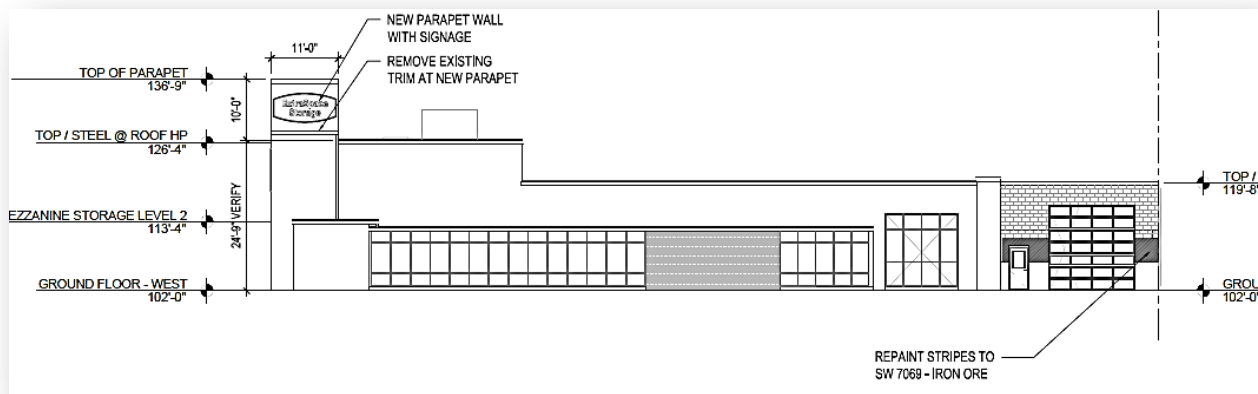 NEW PARAPET WALL
WITH SIGNAGE
11'-0"
REMOVE EXISTING
TRIM AT NEW PARAPET
TOP OF PARAPET
136'-9"
10'-0"
ExtraSpace
Storage
TOP / STEEL @ ROOF HP
126'-4"
24'-9" VERIFY
EZZANINE STORAGE LEVEL 2
113'-4"
GROUND FLOOR - WEST
102'-0"
TOP /
119'-8"
GROU
102'-0"
REPAINT STRIPES TO
SW 7069 - IRON ORE